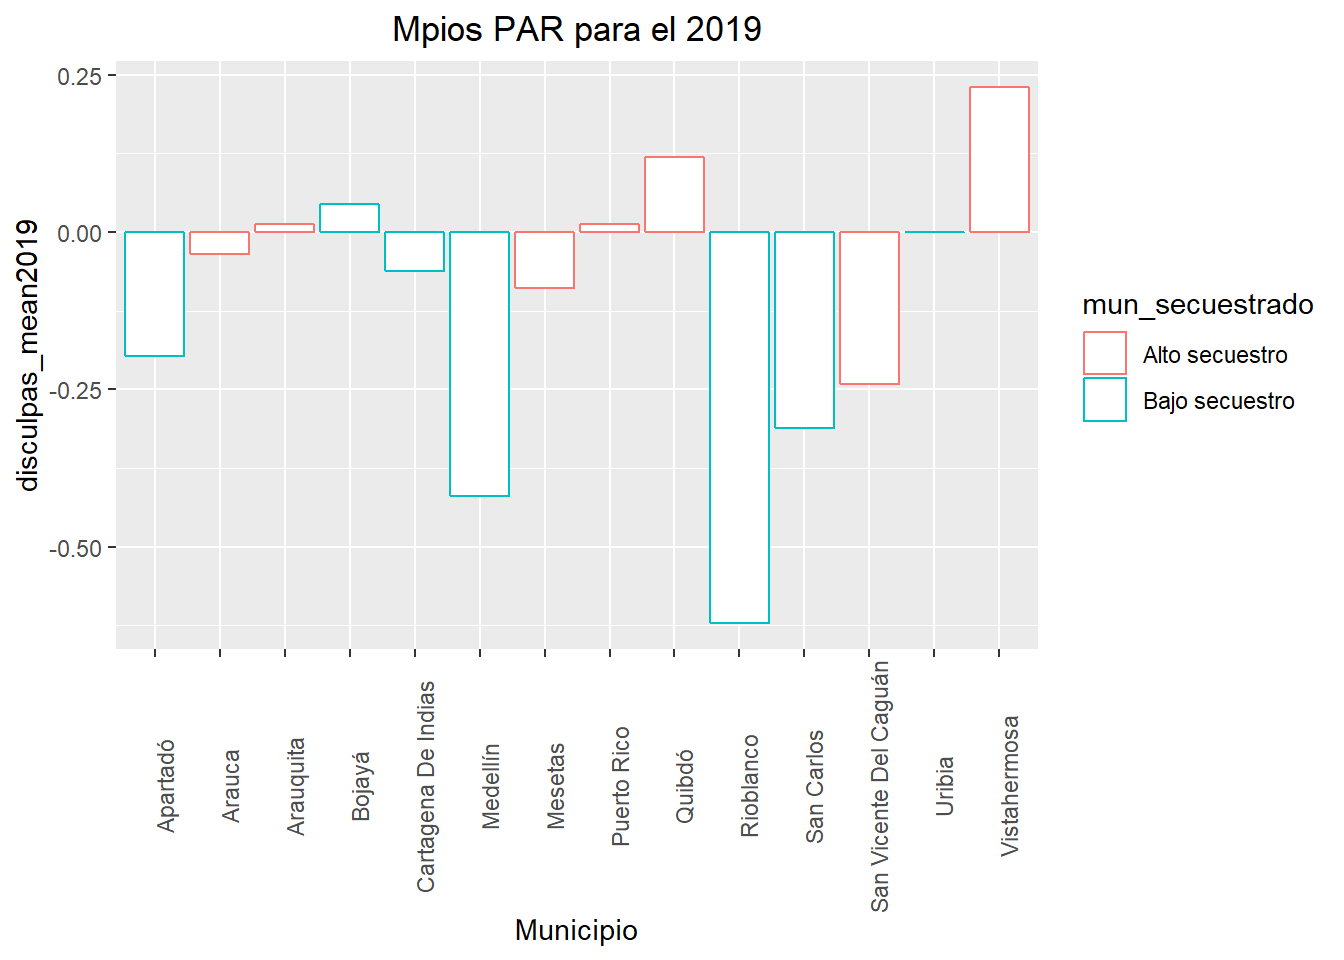 Mpios PAR para el 2019
disculpas_mean2019
0.25
0.00
-0.25
-0.50
Apartadó
Arauca
Arauquita
Bojayá
Cartagena De Indias
Medellín
Mesetas
Puerto Rico
Quibdó
Rioblanco
San Carlos
San Vicente Del Caguán
Uribia
Vistahermosa
Municipio
mun_secuestrado
Alto secuestro
Bajo secuestro